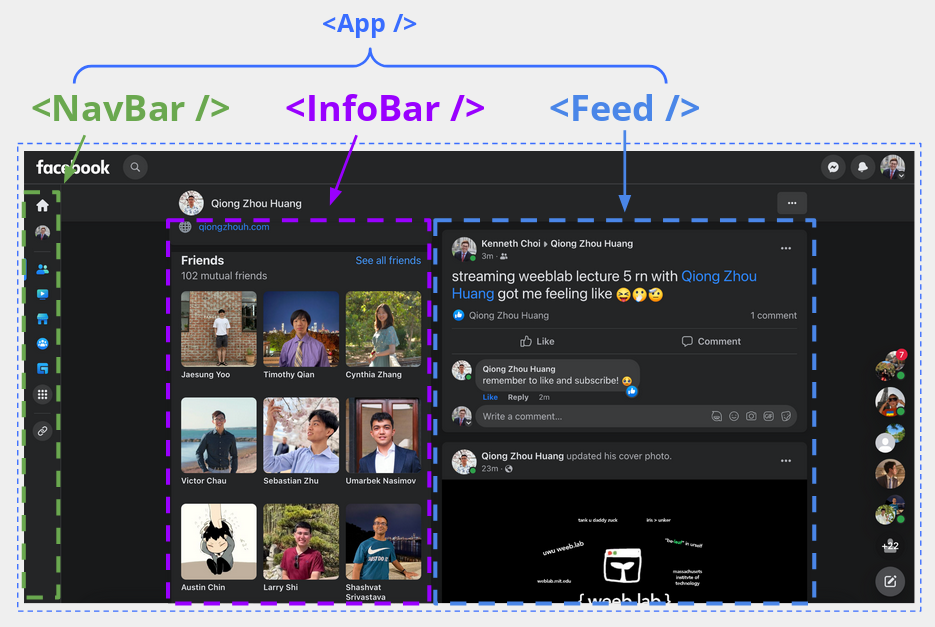 <App />
<NavBar />
<InfoBar />
<Feed />
facebook
Qiong Zhou Huang
...
qiongzhouh.com
Friends
See all friends
102 mutual friends
Jaesung Yoo
Timothy Qian
Cynthia Zhang
Victor Chau
Sebastian Zhu
Umarbek Nasimov
Austin Chin
Larry Shi
Shashvat
Srivastava
Kenneth Choi ▸ Qiong Zhou Huang
3m ·
streaming weeblab lecture 5 rn with Qiong Zhou
Huang got me feeling like 😝🤭🤕
Qiong Zhou Huang
1 comment
Like
Comment
Qiong Zhou Huang
remember to like and subscribe! 🥺
Like Reply 2m
Write a comment...
GIF
Qiong Zhou Huang updated his cover photo.
23m ·
tank u daddy ruck
iris > unker
uwu weeb.lab
"be leaf" in urself
weblab.mit.edu
massachusetts
institute of
technology
{ weeb lab }
7
+22